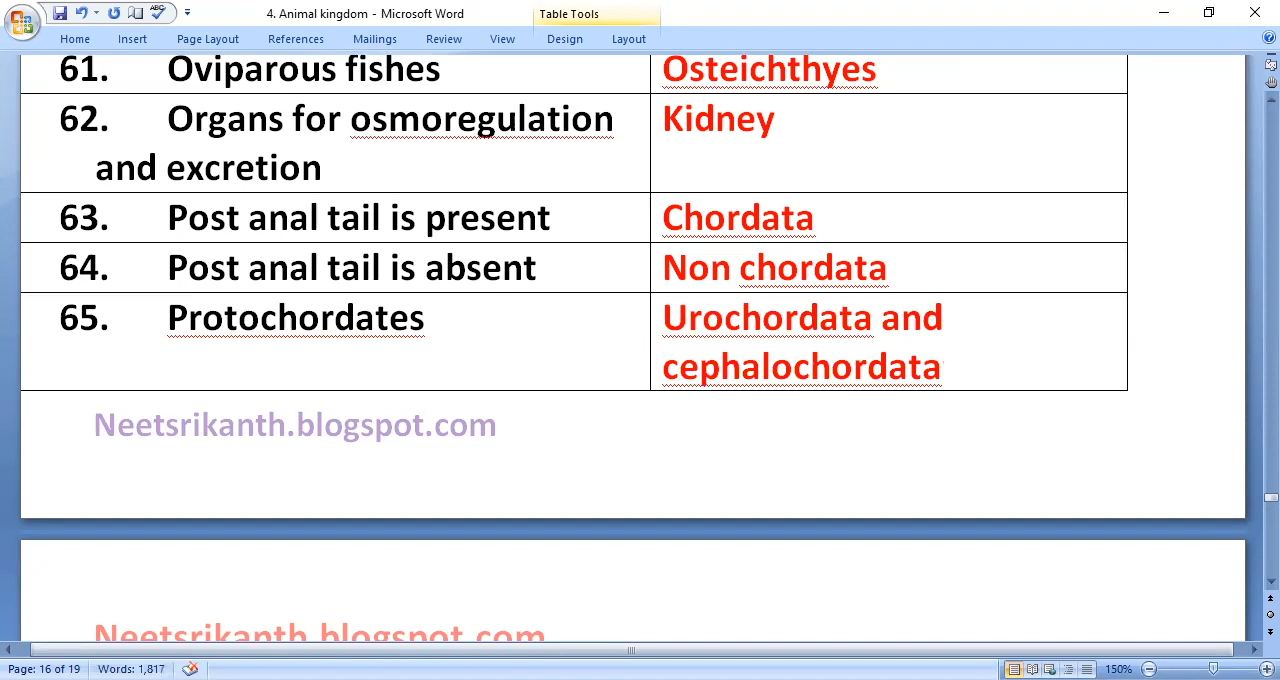 4. Animal kingdom - Microsoft Word
Table Tools
ABC
Home Insert Page Layout References Mailings Review View Design Layout
61. Oviparous fishes Osteichthyes
62. Organs for osmoregulation Kidney
and excretion
63. Post anal tail is present Chordata
64. Post anal tail is absent Non chordata
65. Protochordates Urochordata and
cephalochordata
Neetsrikanth.blogspot.com
Neetsrikanth.blogspot.com
Page: 16 of 19 Words: 1,817 150%